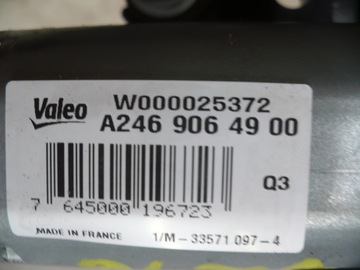 Valeo
W000025372
A246 906 49 00
Q3
7 645000 196723
MADE IN FRANCE
1/M - 33571 097 - 4